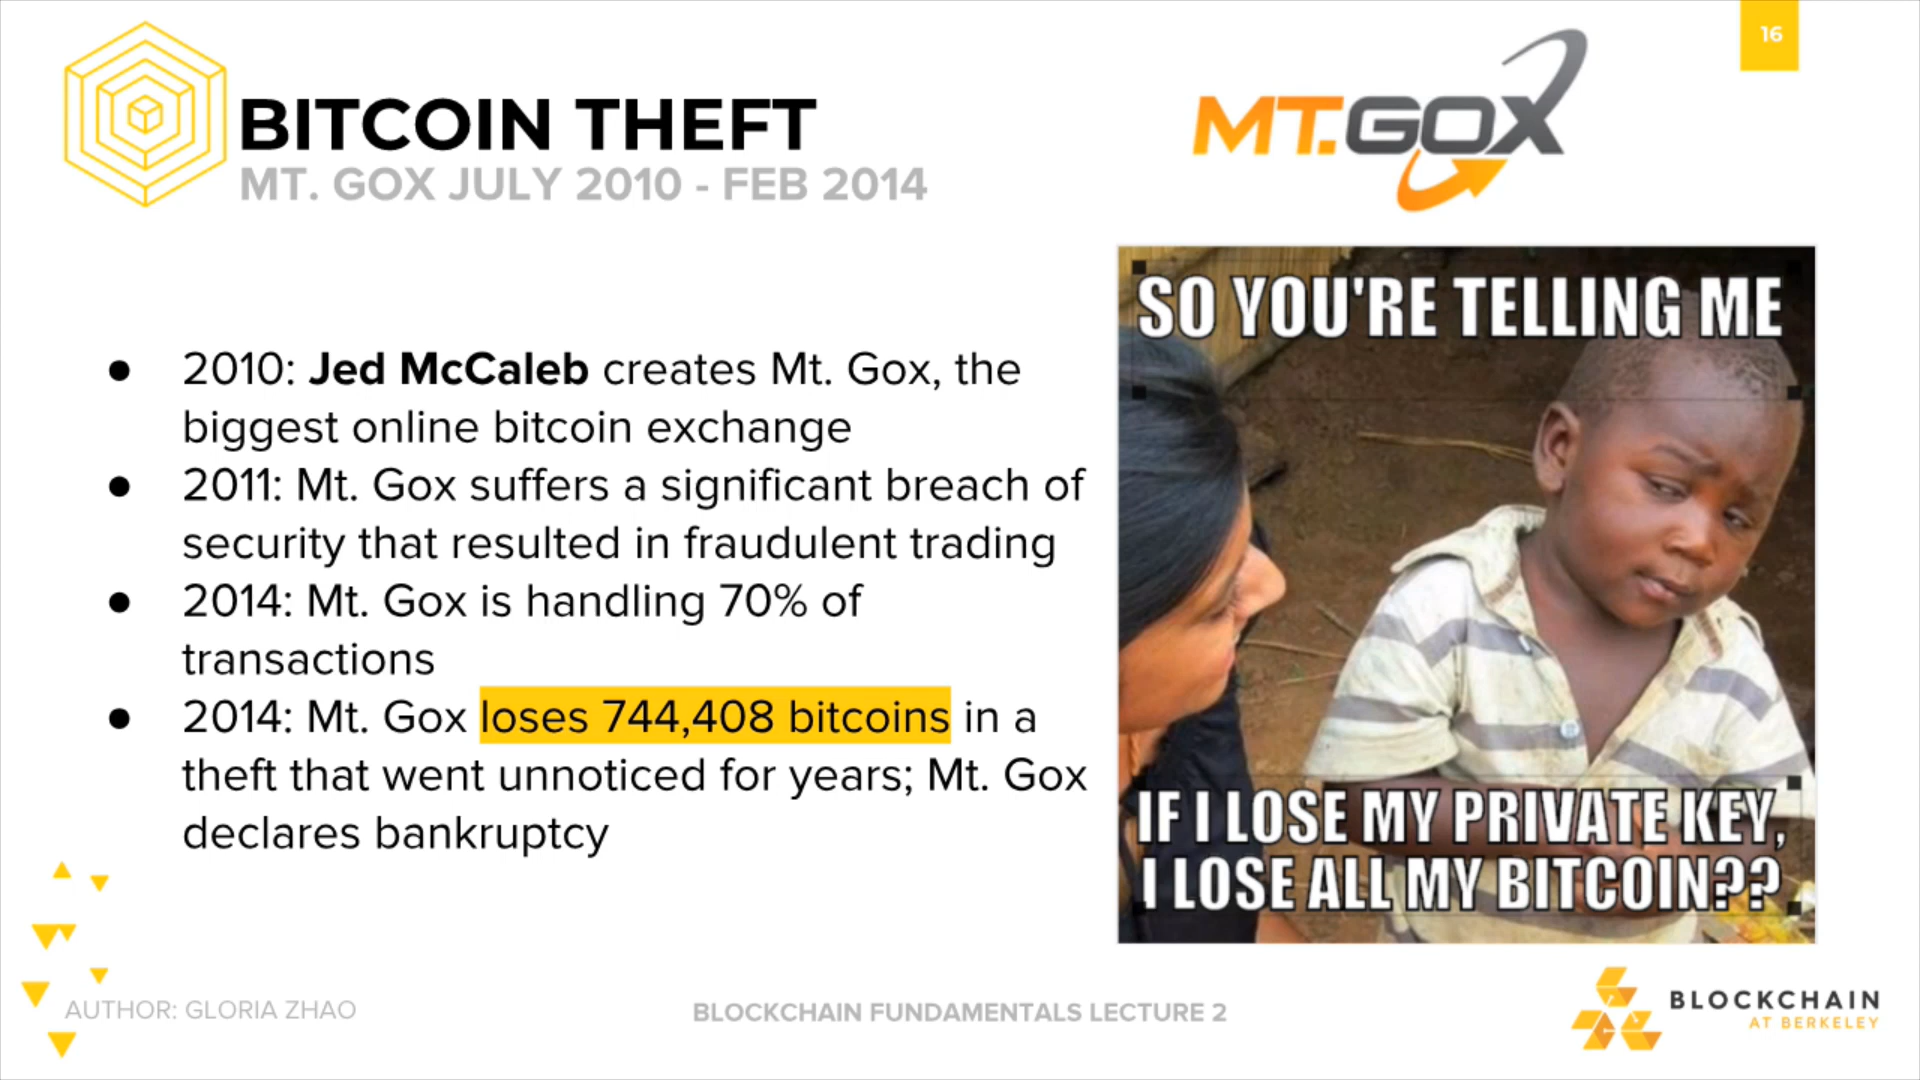 16
BITCOIN THEFT
MT. GOX JULY 2010 - FEB 2014
MT.GOX
● 2010: Jed McCaleb creates Mt. Gox, the
biggest online bitcoin exchange
● 2011: Mt. Gox suffers a significant breach of
security that resulted in fraudulent trading
● 2014: Mt. Gox is handling 70% of
transactions
● 2014: Mt. Gox loses 744,408 bitcoins in a
theft that went unnoticed for years; Mt. Gox
declares bankruptcy
SO YOU'RE TELLING ME
IF I LOSE MY PRIVATE KEY,
I LOSE ALL MY BITCOIN??
AUTHOR: GLORIA ZHAO
BLOCKCHAIN FUNDAMENTALS LECTURE 2
BLOCKCHAIN
AT BERKELEY